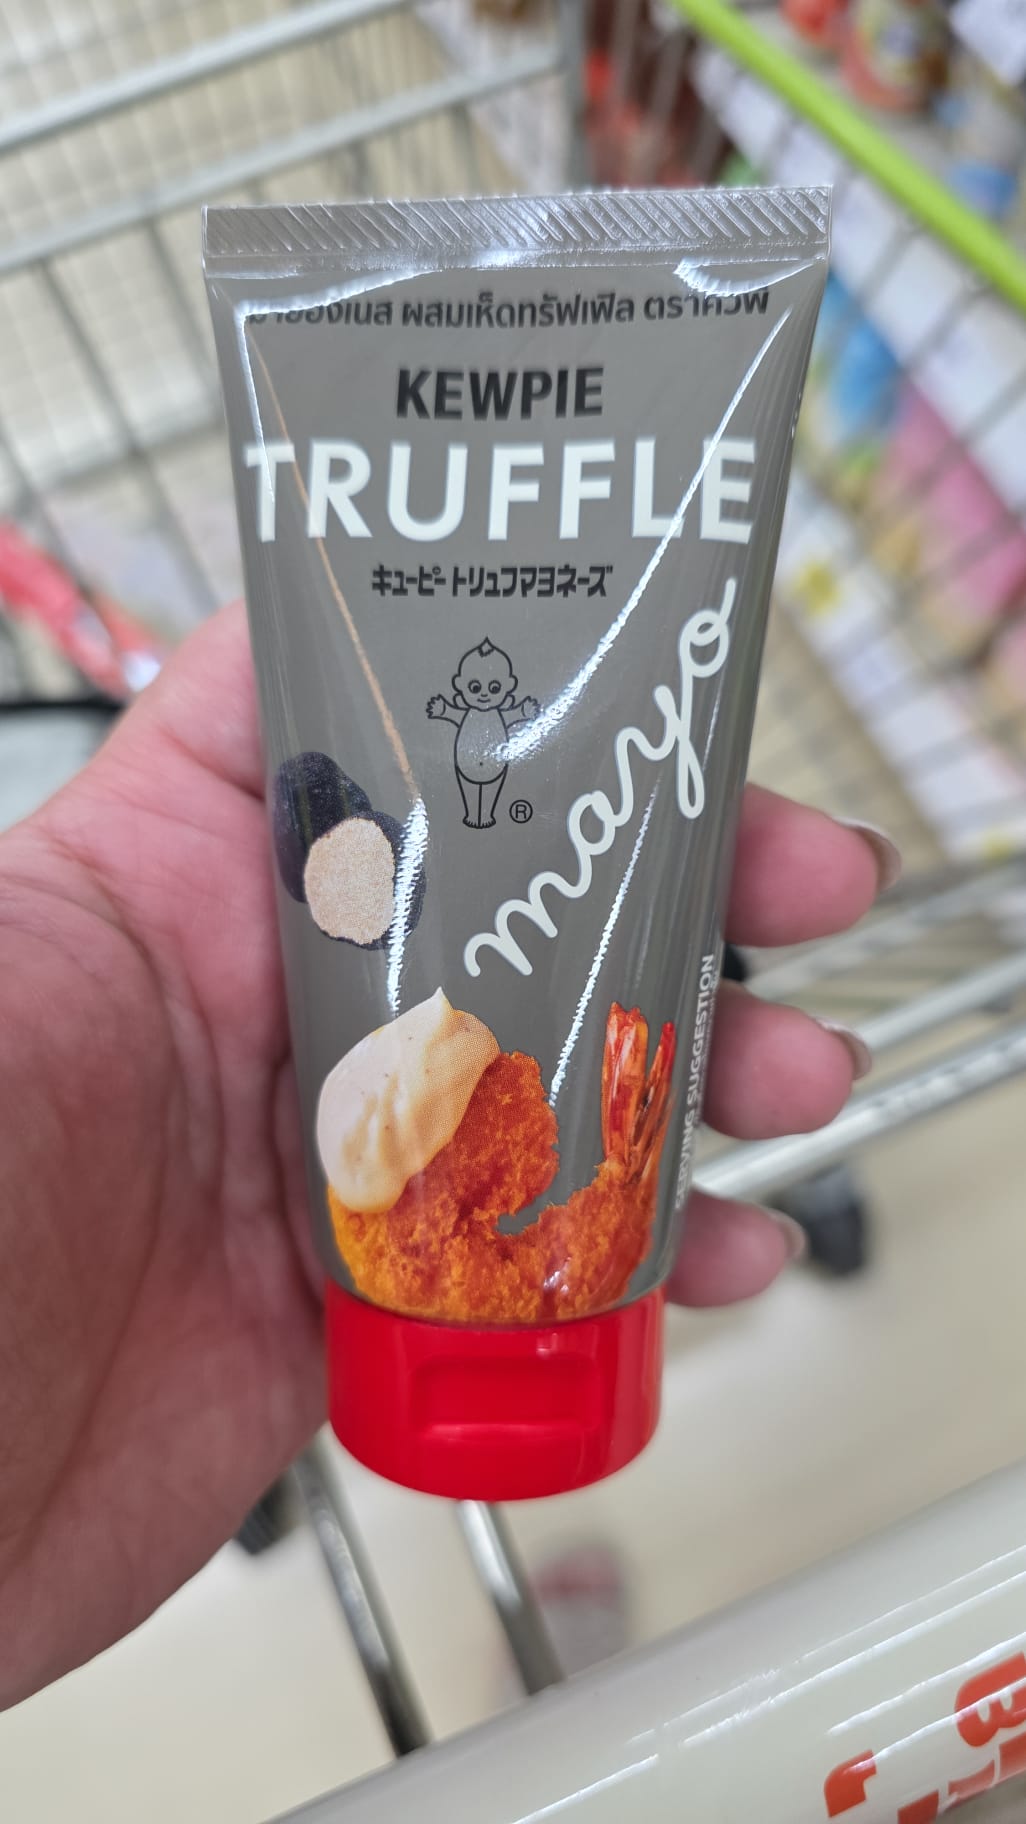 มายองเนส ผสมเห็ดทรัฟเฟิล ตราคิวพี
KEWPIE
TRUFFLE
キューピー トリュフマヨネーズ
mayo
®
SERVING SUGGESTION